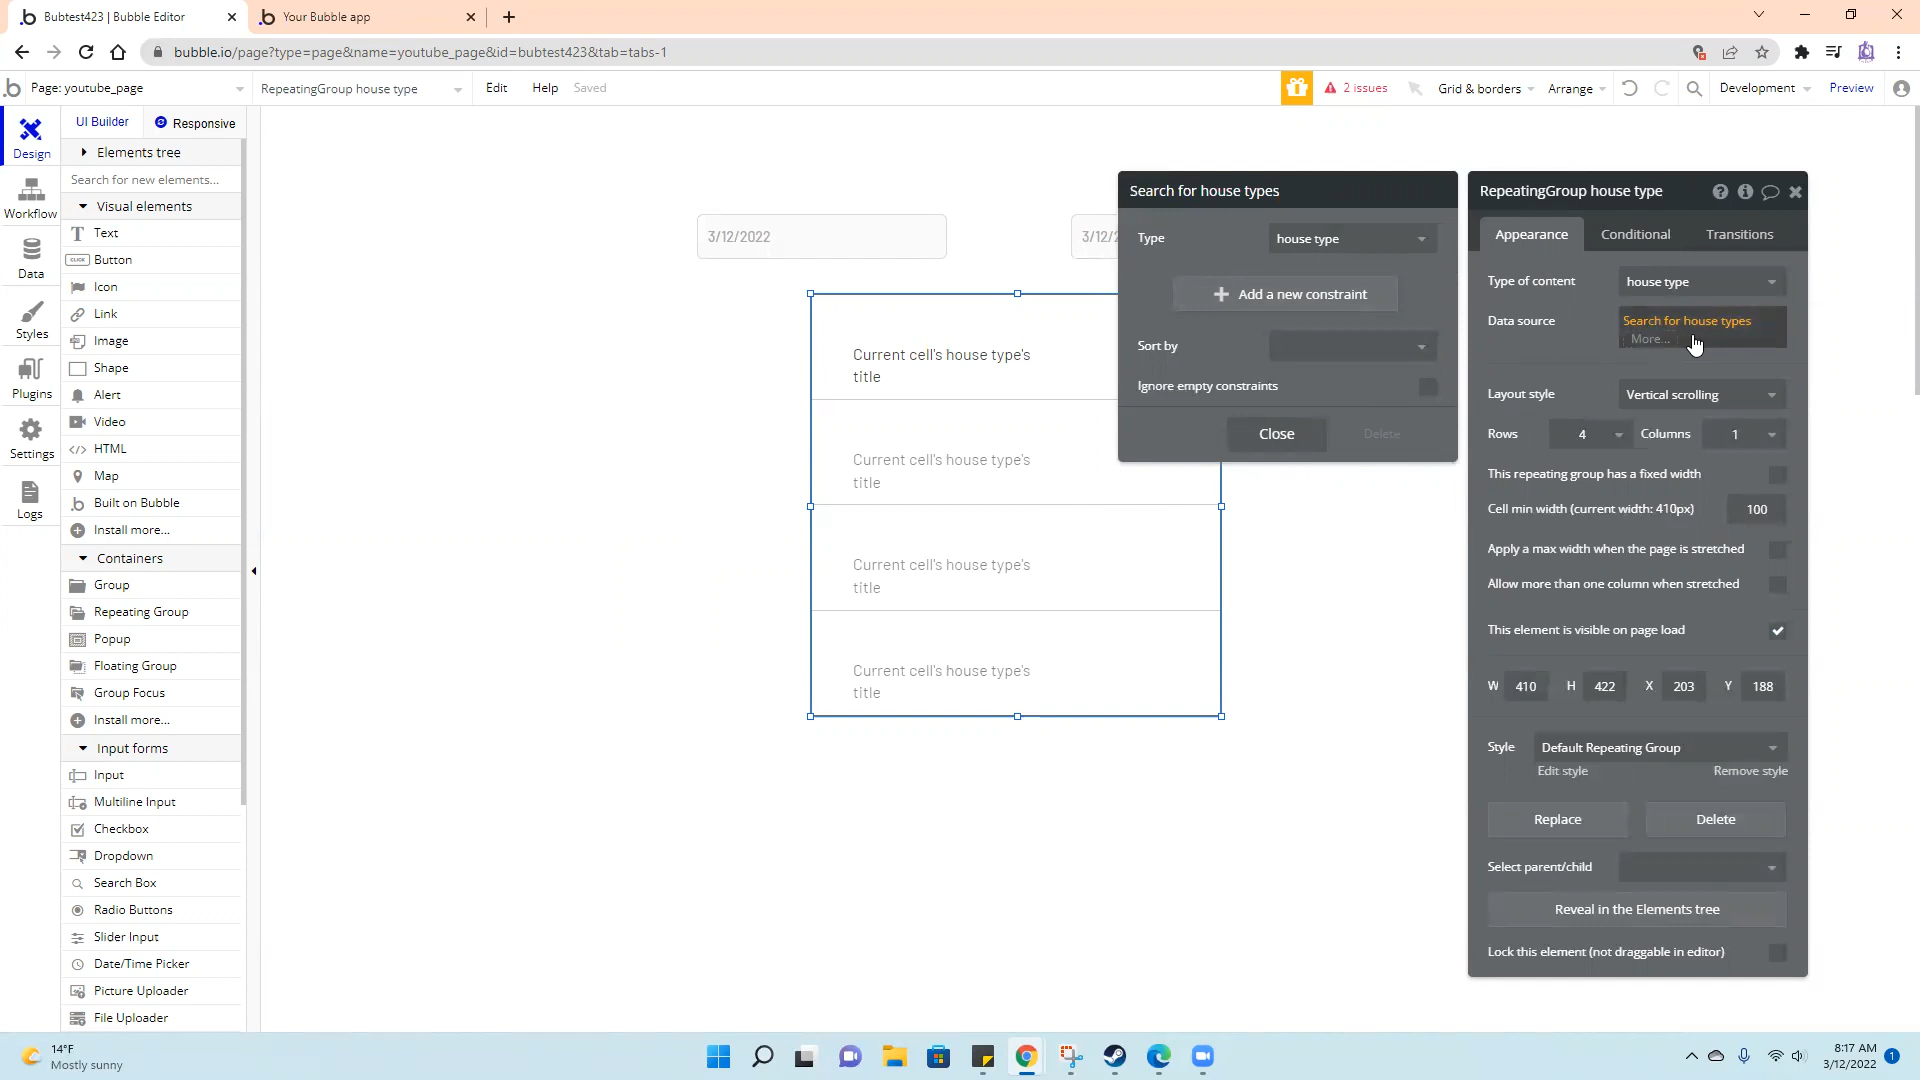 Bubtest423 | Bubble Editor
Your Bubble app
bubble.io/page?type=page&name=youtube_page&id=bubtest423&tab=tabs-1
Page: youtube_page
RepeatingGroup house type
Edit
Help
Saved
2 issues
Grid & borders
Arrange
Development
Preview
Design
Workflow
Data
Styles
Plugins
Settings
Logs
UI Builder
Responsive
Elements tree
Search for new elements...
Visual elements
Text
CLICK
Button
Icon
Link
Image
Shape
Alert
Video
HTML
Map
Built on Bubble
Install more...
Containers
Group
Repeating Group
Popup
Floating Group
Group Focus
Install more...
Input forms
Input
Multiline Input
Checkbox
Dropdown
Search Box
Radio Buttons
Slider Input
Date/Time Picker
Picture Uploader
File Uploader
3/12/2022
3/12/2
Current cell's house type's
title
Current cell's house type's
title
Current cell's house type's
title
Current cell's house type's
title
Search for house types
Type
house type
Add a new constraint
Sort by
Ignore empty constraints
Close
Delete
RepeatingGroup house type
Appearance
Conditional
Transitions
Type of content
house type
Data source
Search for house types
More...
Layout style
Vertical scrolling
Rows
4
Columns
1
This repeating group has a fixed width
Cell min width (current width: 410px)
100
Apply a max width when the page is stretched
Allow more than one column when stretched
This element is visible on page load
W 410 H 422 X 203 Y 188
Style
Default Repeating Group
Edit style
Remove style
Replace
Delete
Select parent/child
Reveal in the Elements tree
Lock this element (not draggable in editor)
14°F
Mostly sunny
8:17 AM
3/12/2022
1